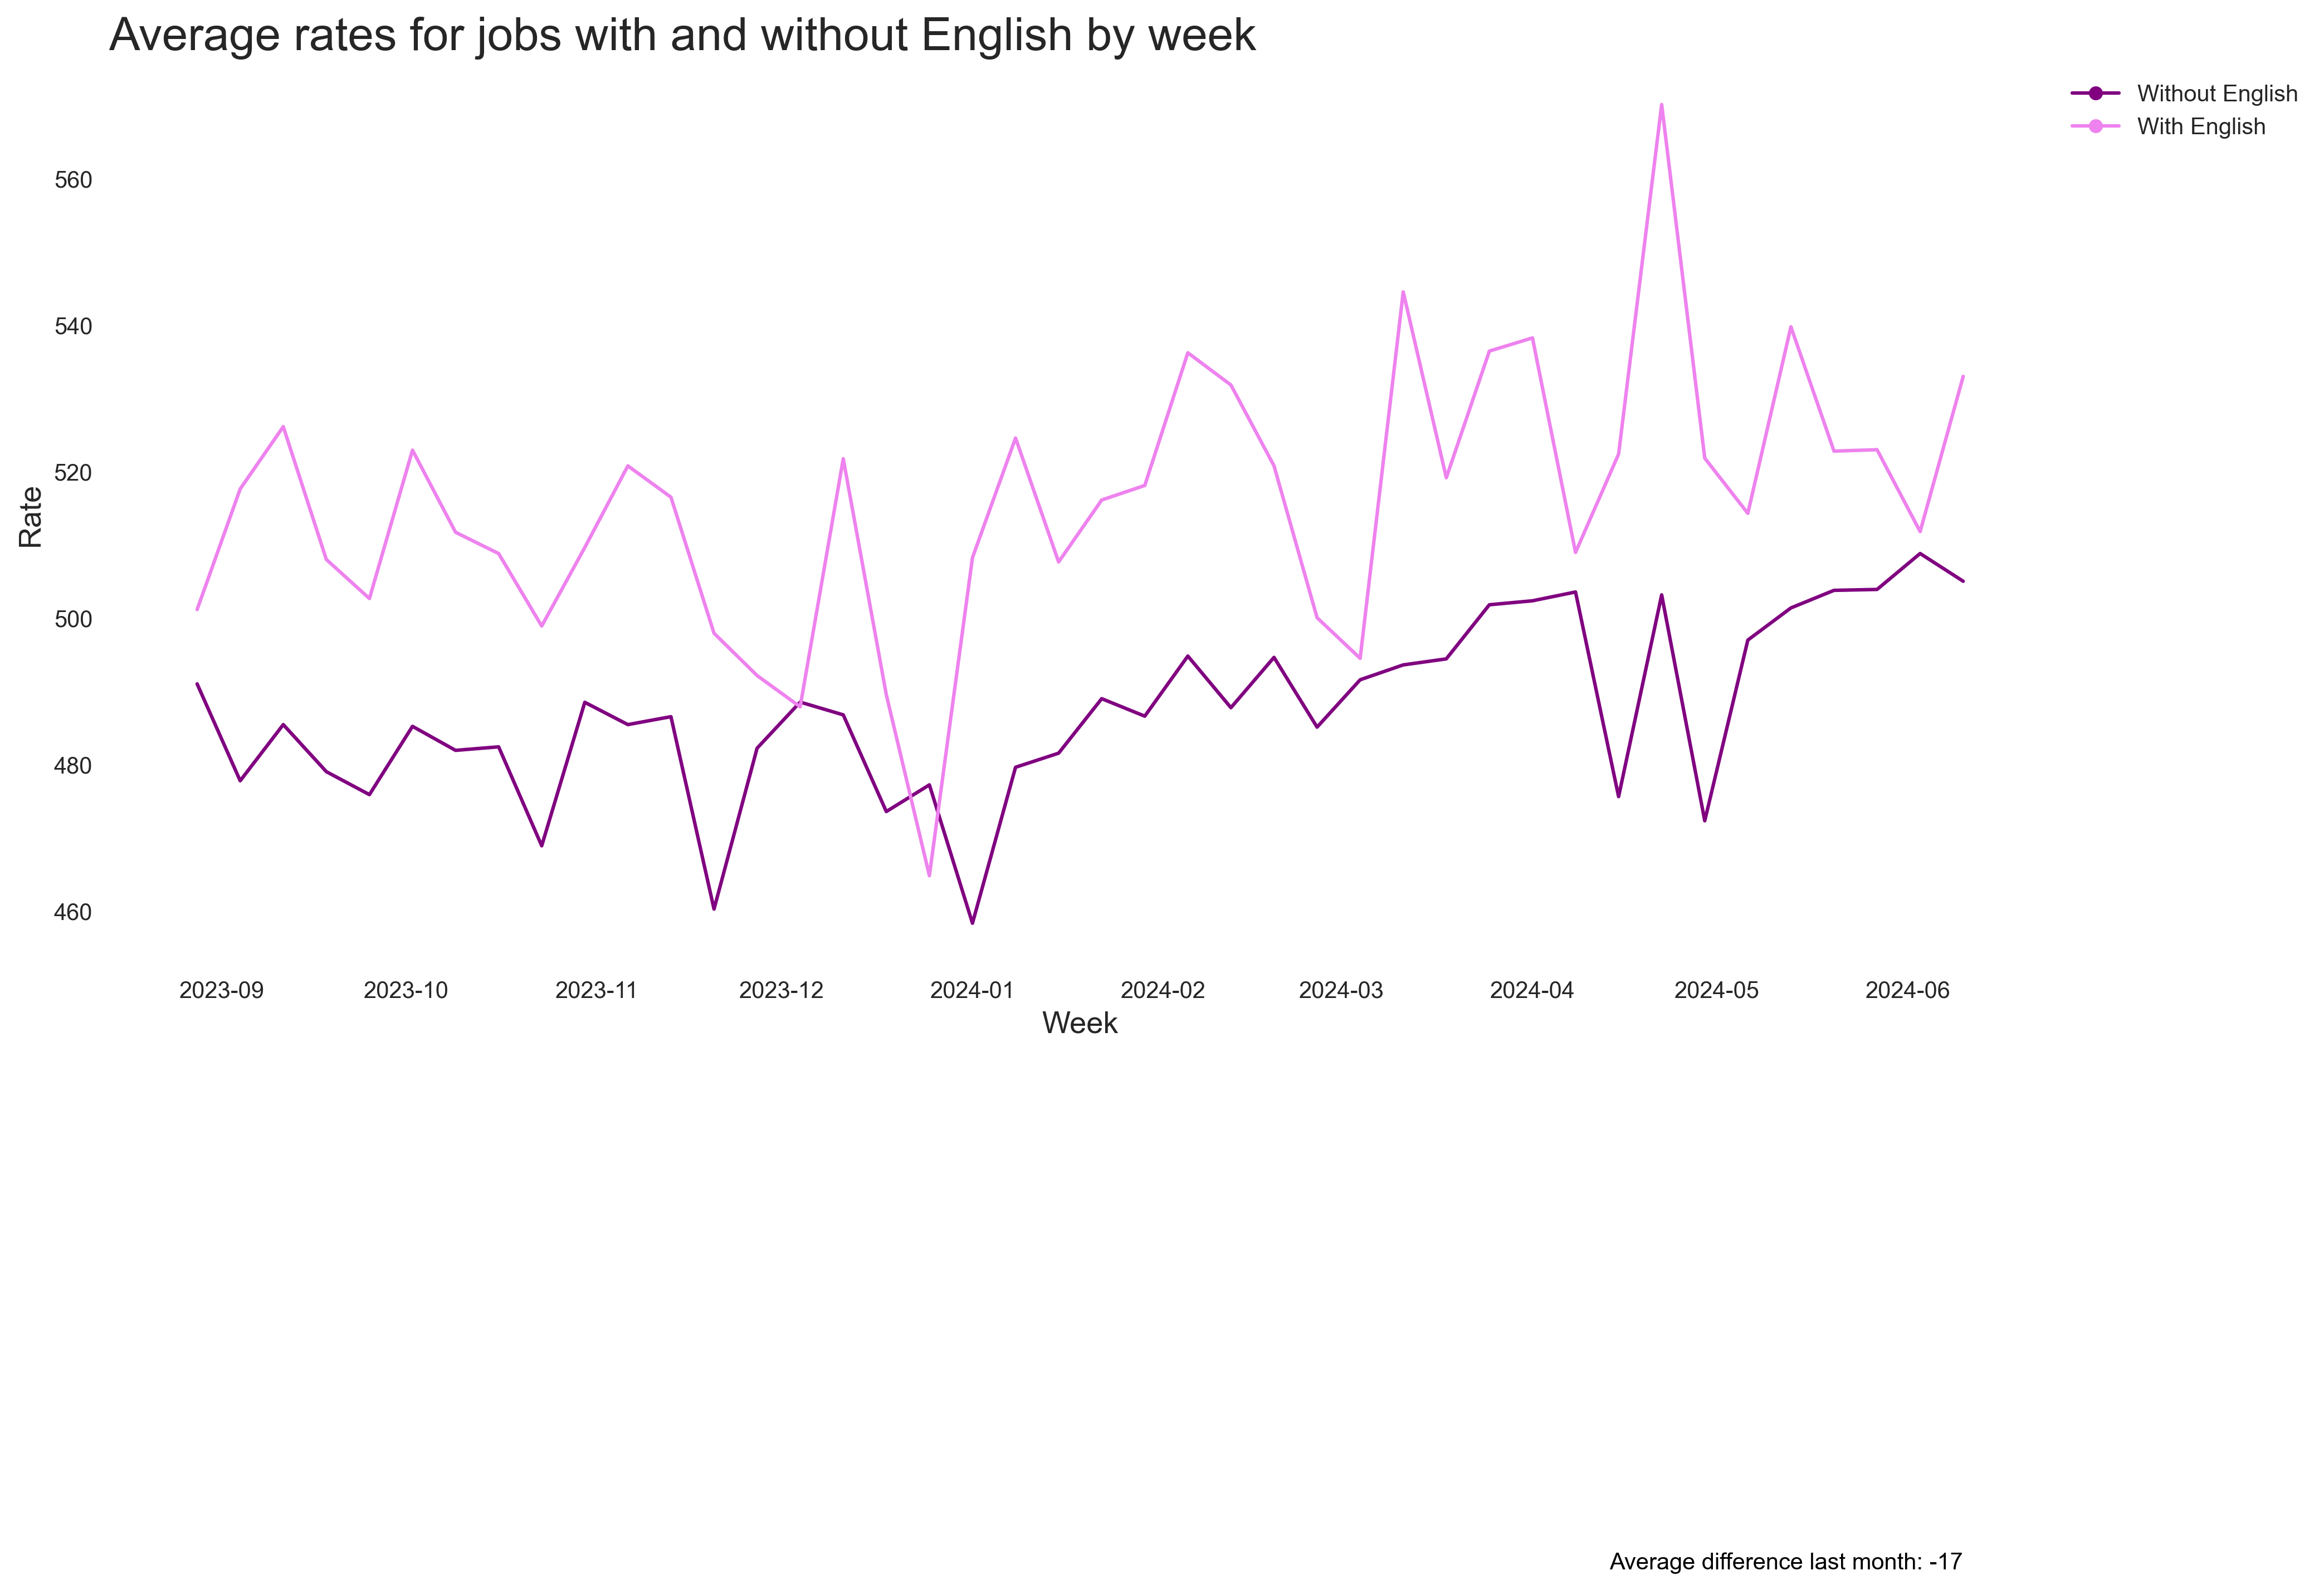 Average rates for jobs with and without English by week
Without English
With English
560
540
520
500
480
460
Rate
2023-09 2023-10 2023-11 2023-12 2024-01 2024-02 2024-03 2024-04 2024-05 2024-06
Week
Average difference last month: -17